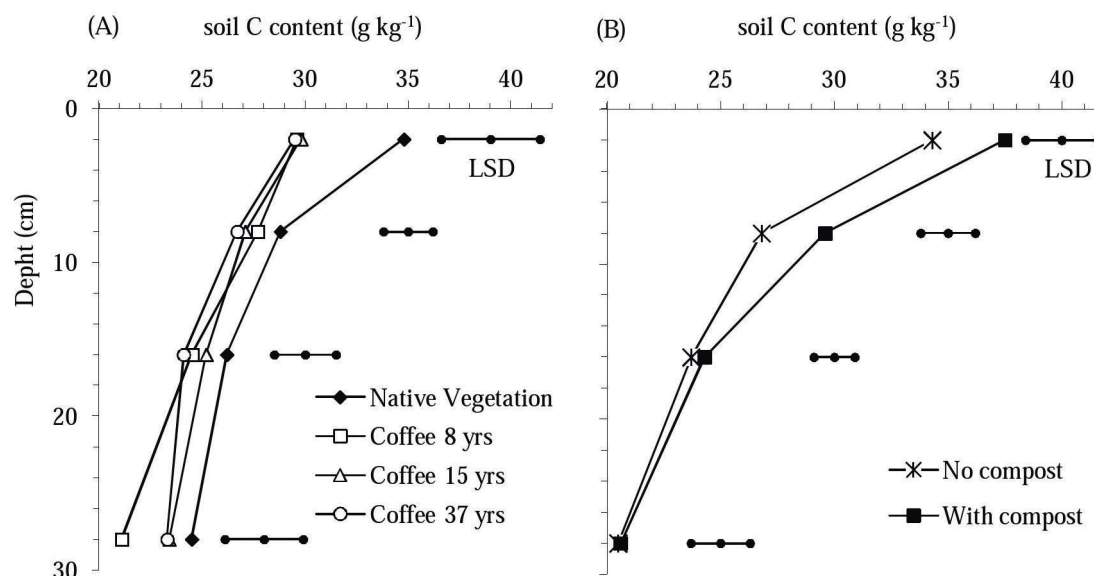 (A) soil C content (g kg⁻¹)
20 25 30 35 40
0
10
20
30
Depht (cm)
LSD
Native Vegetation
Coffee 8 yrs
Coffee 15 yrs
Coffee 37 yrs
(B) soil C content (g kg⁻¹)
20 25 30 35 40
LSD
No compost
With compost